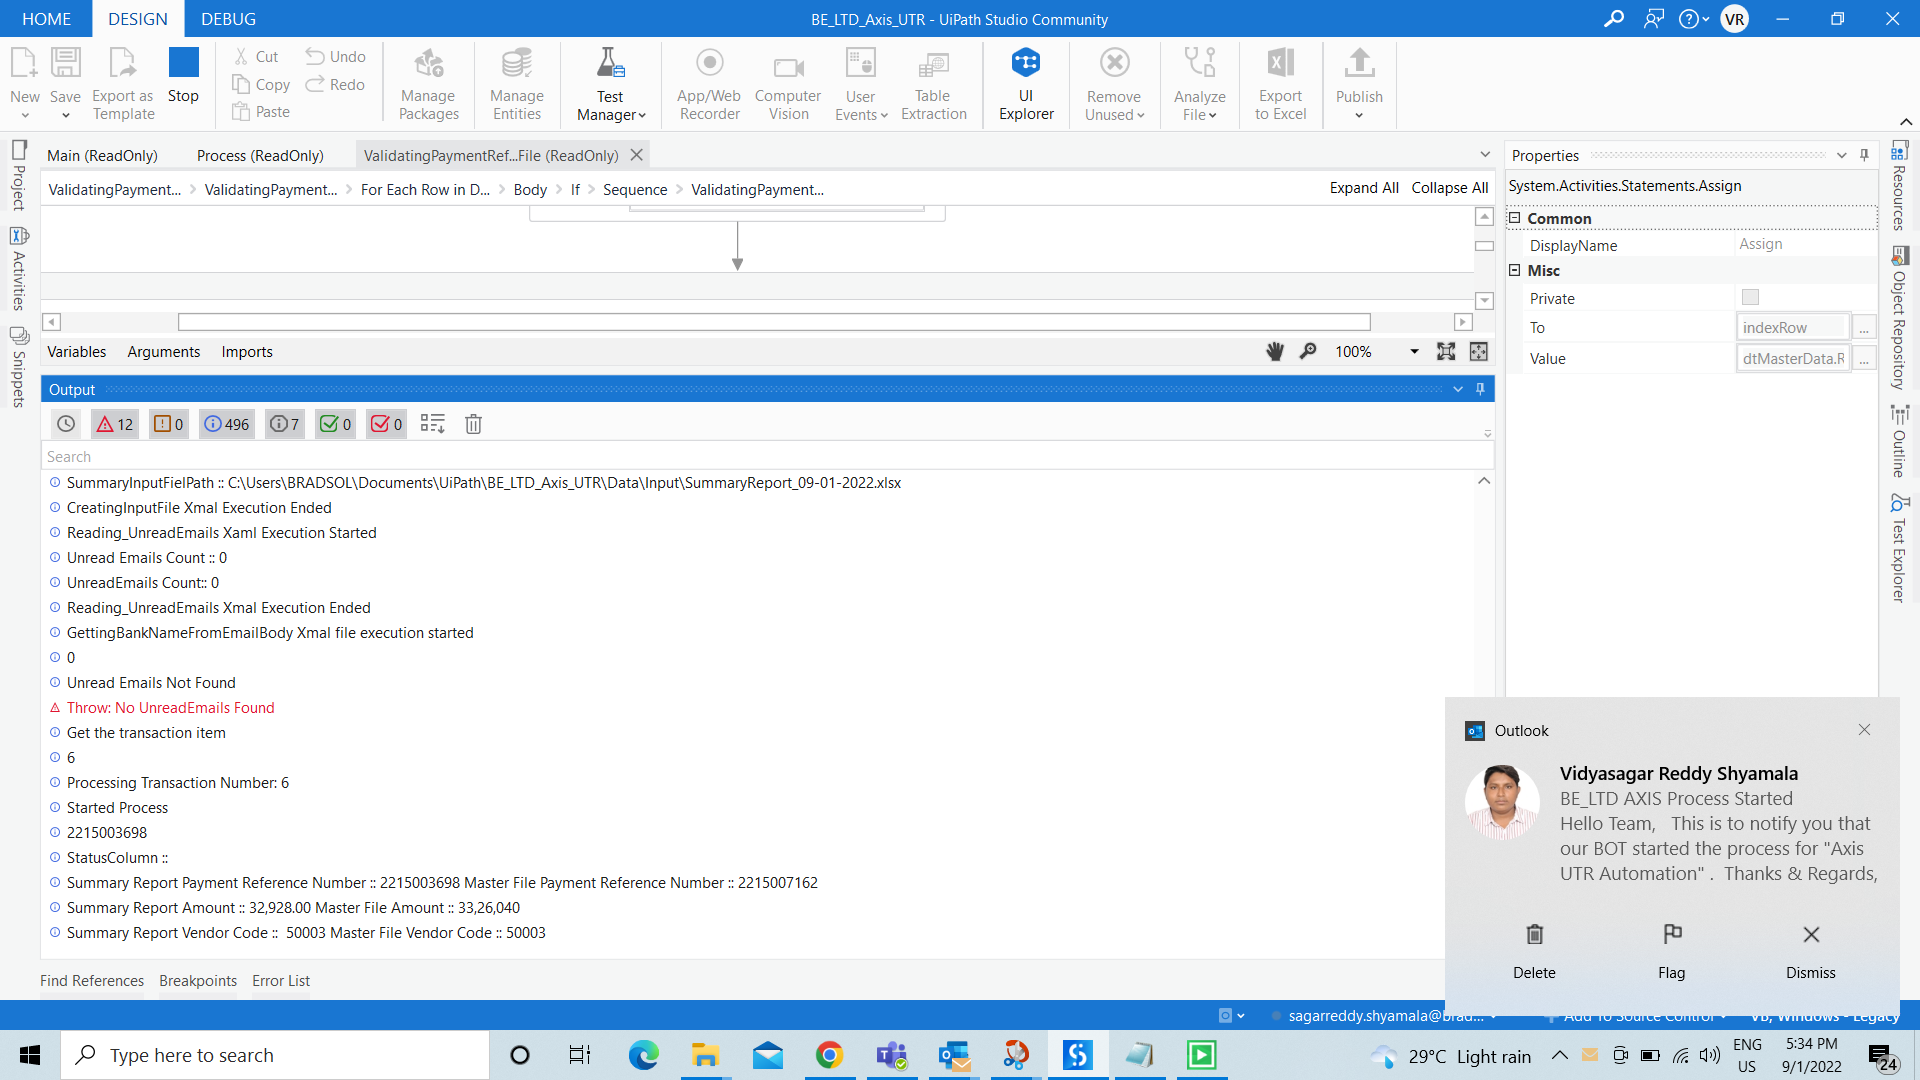 HOME DESIGN DEBUG BE_LTD_Axis_UTR - UiPath Studio Community VR
New Save Export as Template Stop Cut Copy Paste Undo Redo Manage Packages Manage Entities Test Manager App/Web Recorder Computer Vision User Events Table Extraction UI Explorer Remove Unused Analyze File Export to Excel Publish
Project
Activities
Snippets
Main (ReadOnly) Process (ReadOnly) ValidatingPaymentRef...File (ReadOnly)
ValidatingPayment... ValidatingPayment... For Each Row in D... Body If Sequence ValidatingPayment... Expand All Collapse All
Variables Arguments Imports 100%
Output
12 0 496 7 0 0
Search
SummaryInputFielPath :: C:\Users\BRADSOL\Documents\UiPath\BE_LTD_Axis_UTR\Data\Input\SummaryReport_09-01-2022.xlsx
CreatingInputFile Xmal Execution Ended
Reading_UnreadEmails Xaml Execution Started
Unread Emails Count :: 0
UnreadEmails Count:: 0
Reading_UnreadEmails Xmal Execution Ended
GettingBankNameFromEmailBody Xmal file execution started
0
Unread Emails Not Found
Throw: No UnreadEmails Found
Get the transaction item
6
Processing Transaction Number: 6
Started Process
2215003698
StatusColumn ::
Summary Report Payment Reference Number :: 2215003698 Master File Payment Reference Number :: 2215007162
Summary Report Amount :: 32,928.00 Master File Amount :: 33,26,040
Summary Report Vendor Code :: 50003 Master File Vendor Code :: 50003
Find References Breakpoints Error List
Properties
System.Activities.Statements.Assign
Common
DisplayName Assign
Misc
Private
To indexRow ...
Value dtMasterData.R ...
Resources
Object Repository
Outline
Test Explorer
Outlook
Vidyasagar Reddy Shyamala
BE_LTD AXIS Process Started
Hello Team, This is to notify you that
our BOT started the process for "Axis
UTR Automation" . Thanks & Regards,
Delete Flag Dismiss
sagarreddy.shyamala@brad... Add To Source Control VB, Windows - Legacy
Type here to search 29°C Light rain ENG US 5:34 PM 9/1/2022 24